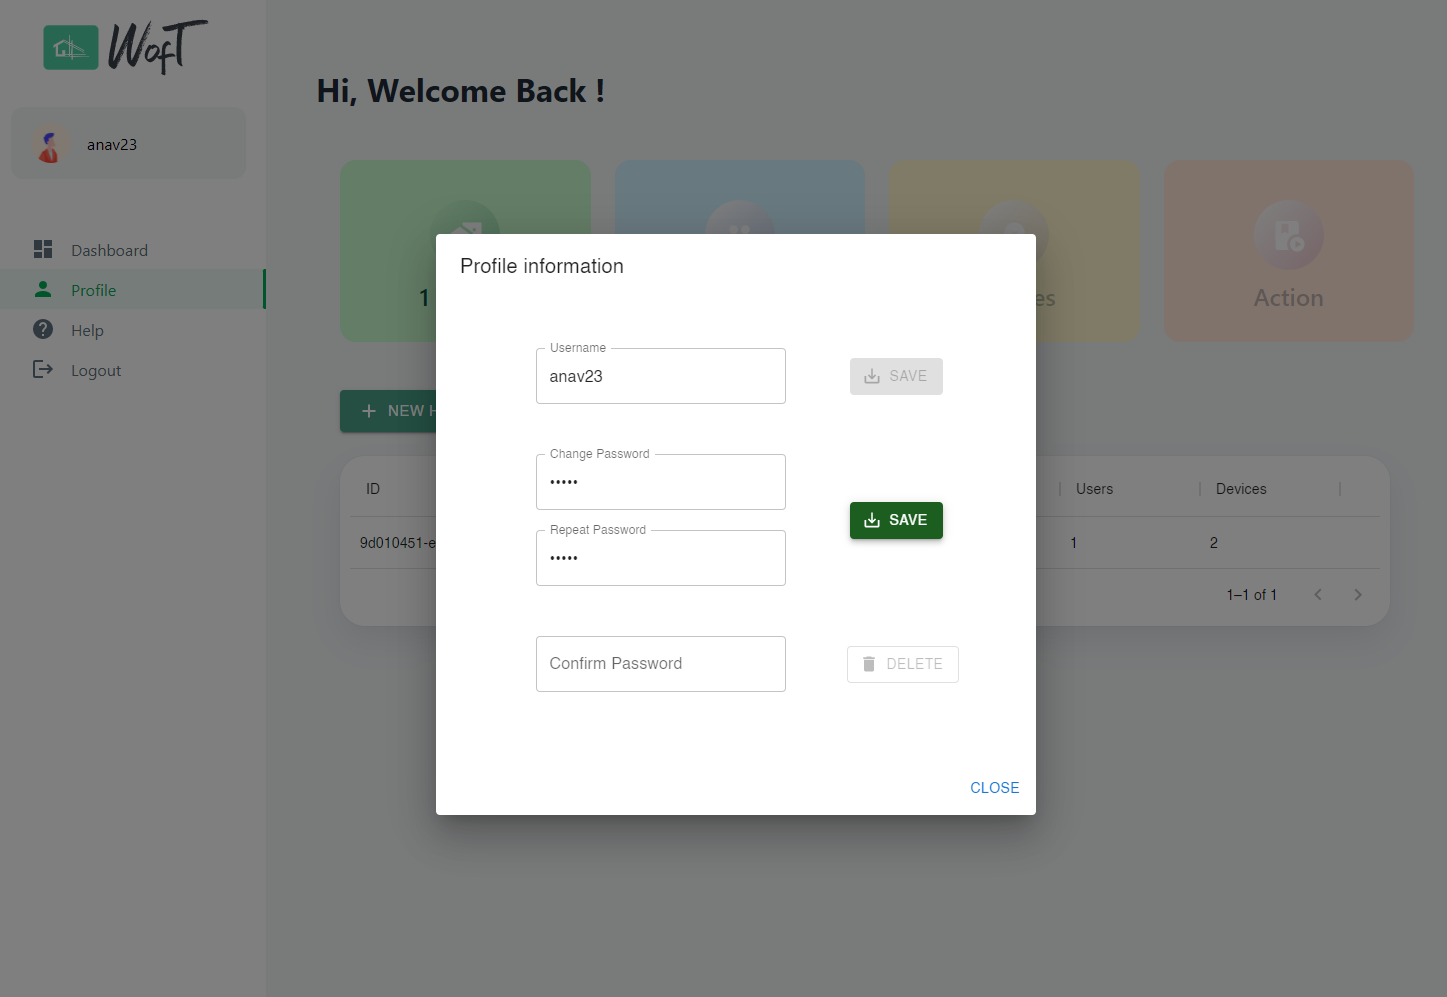 WofT
anav23
Dashboard
Profile
Help
Logout
Hi, Welcome Back !
1
es
Action
NEW H
ID
Users
Devices
9d010451-e
1
2
1–1 of 1
Profile information
Username
anav23
SAVE
Change Password
•••••
SAVE
Repeat Password
•••••
Confirm Password
DELETE
CLOSE